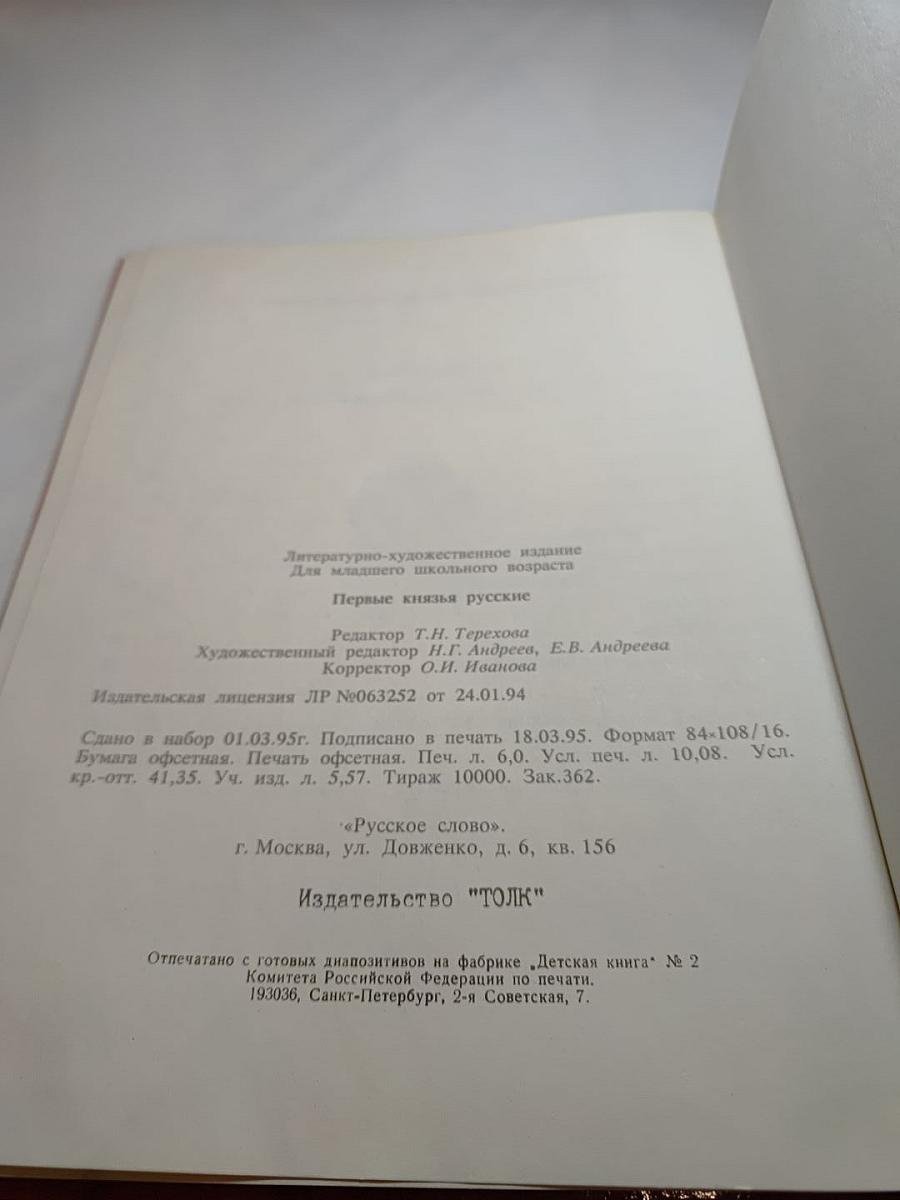 Литературно-художественное издание
Для младшего школьного возраста
Первые князья русские
Редактор Т.Н. Терехова
Художественный редактор Н.Г. Андреев, Е.В. Андреева
Корректор О.И. Иванова
Издательская лицензия ЛР №063252 от 24.01.94
Сдано в набор 01.03.95г. Подписано в печать 18.03.95. Формат 84×108/16.
Бумага офсетная. Печать офсетная. Печ. л. 6,0. Усл. печ. л. 10,08. Усл.
кр.-отт. 41,35. Уч. изд. л. 5,57. Тираж 10000. Зак.362.
«Русское слово».
г. Москва, ул. Довженко, д. 6, кв. 156
Издательство "ТОЛК"
Отпечатано с готовых диапозитивов на фабрике „Детская книга“ № 2
Комитета Российской Федерации по печати.
193036, Санкт-Петербург, 2-я Советская, 7.